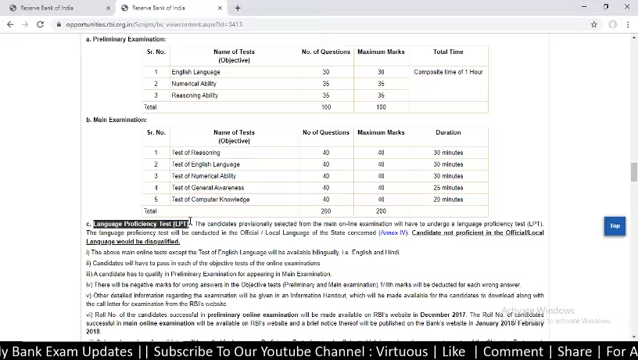 Reserve Bank of India
Reserve Bank of India
opportunities.rbi.org.in/Scripts/bs_viewcontent.aspx?Id=3413
a. Preliminary Examination:
Sr. No. Name of Tests (Objective) No. of Questions Maximum Marks Total Time
1 English Language 30 30 Composite time of 1 Hour
2 Numerical Ability 35 35
3 Reasoning Ability 35 35
Total 100 100
b. Main Examination:
Sr. No. Name of Tests (Objective) No of Questions Maximum Marks Duration
1 Test of Reasoning 40 40 30 minutes
2 Test of English Language 40 40 30 minutes
3 Test of Numerical Ability 40 40 30 minutes
4 Test of General Awareness 40 40 25 minutes
5 Test of Computer Knowledge 40 40 20 minutes
Total 200 200
c. Language Proficiency Test (LPT): The candidates provisionally selected from the main on-line examination will have to undergo a language proficiency test (LPT).
The language proficiency test will be conducted in the Official / Local Language of the State concerned (Annex IV). Candidate not proficient in the Official/Local
Language would be disqualified.
i) The above main online tests except the Test of English Language will be available bilingually, i.e. English and Hindi.
ii) Candidates will have to pass in each of the objective tests of the online examinations
iii) A candidate has to qualify in Preliminary Examination for appearing in Main Examination.
iv) There will be negative marks for wrong answers in the Objective tests (Preliminary and Main examination) 1/4th marks will be deducted for each wrong answer.
v) Other detailed information regarding the examination will be given in an Information Handout, which will be made available for the candidates to download along with
the call letter for examination from the RBI's website.
vi) Roll No. of the candidates successful in preliminary online examination will be made available on RBI's website in December 2017. The Roll No. of candidates
successful in main online examination will be available on RBI's website and a brief notice thereof will be published on the Bank's website in January 2018/ February
2018.
Top
Activate Windows
ly Bank Exam Updates || Subscribe To Our Youtube Channel : Virtuous | Like | Comment | Share | For A